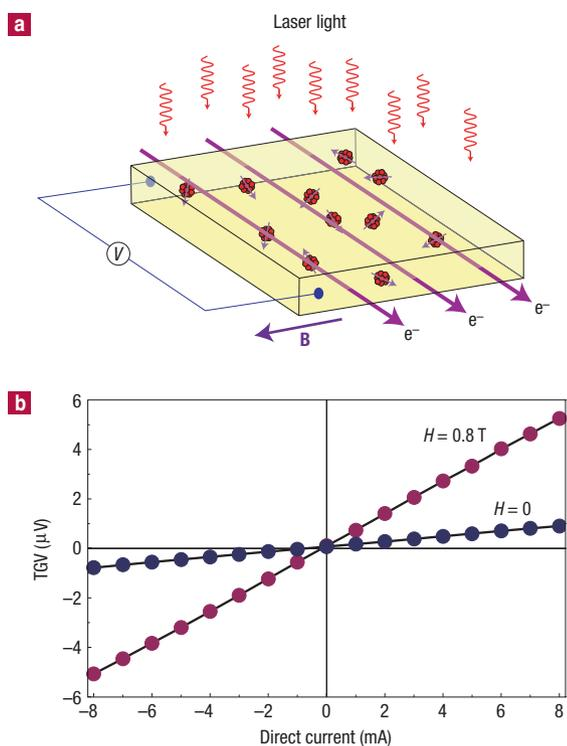 a
Laser light
V
B
e⁻
e⁻
e⁻
b
6
H = 0.8 T
4
2
H = 0
0
TGV (μV)
−2
−4
−6
−8 −6 −4 −2 0 2 4 6 8
Direct current (mA)